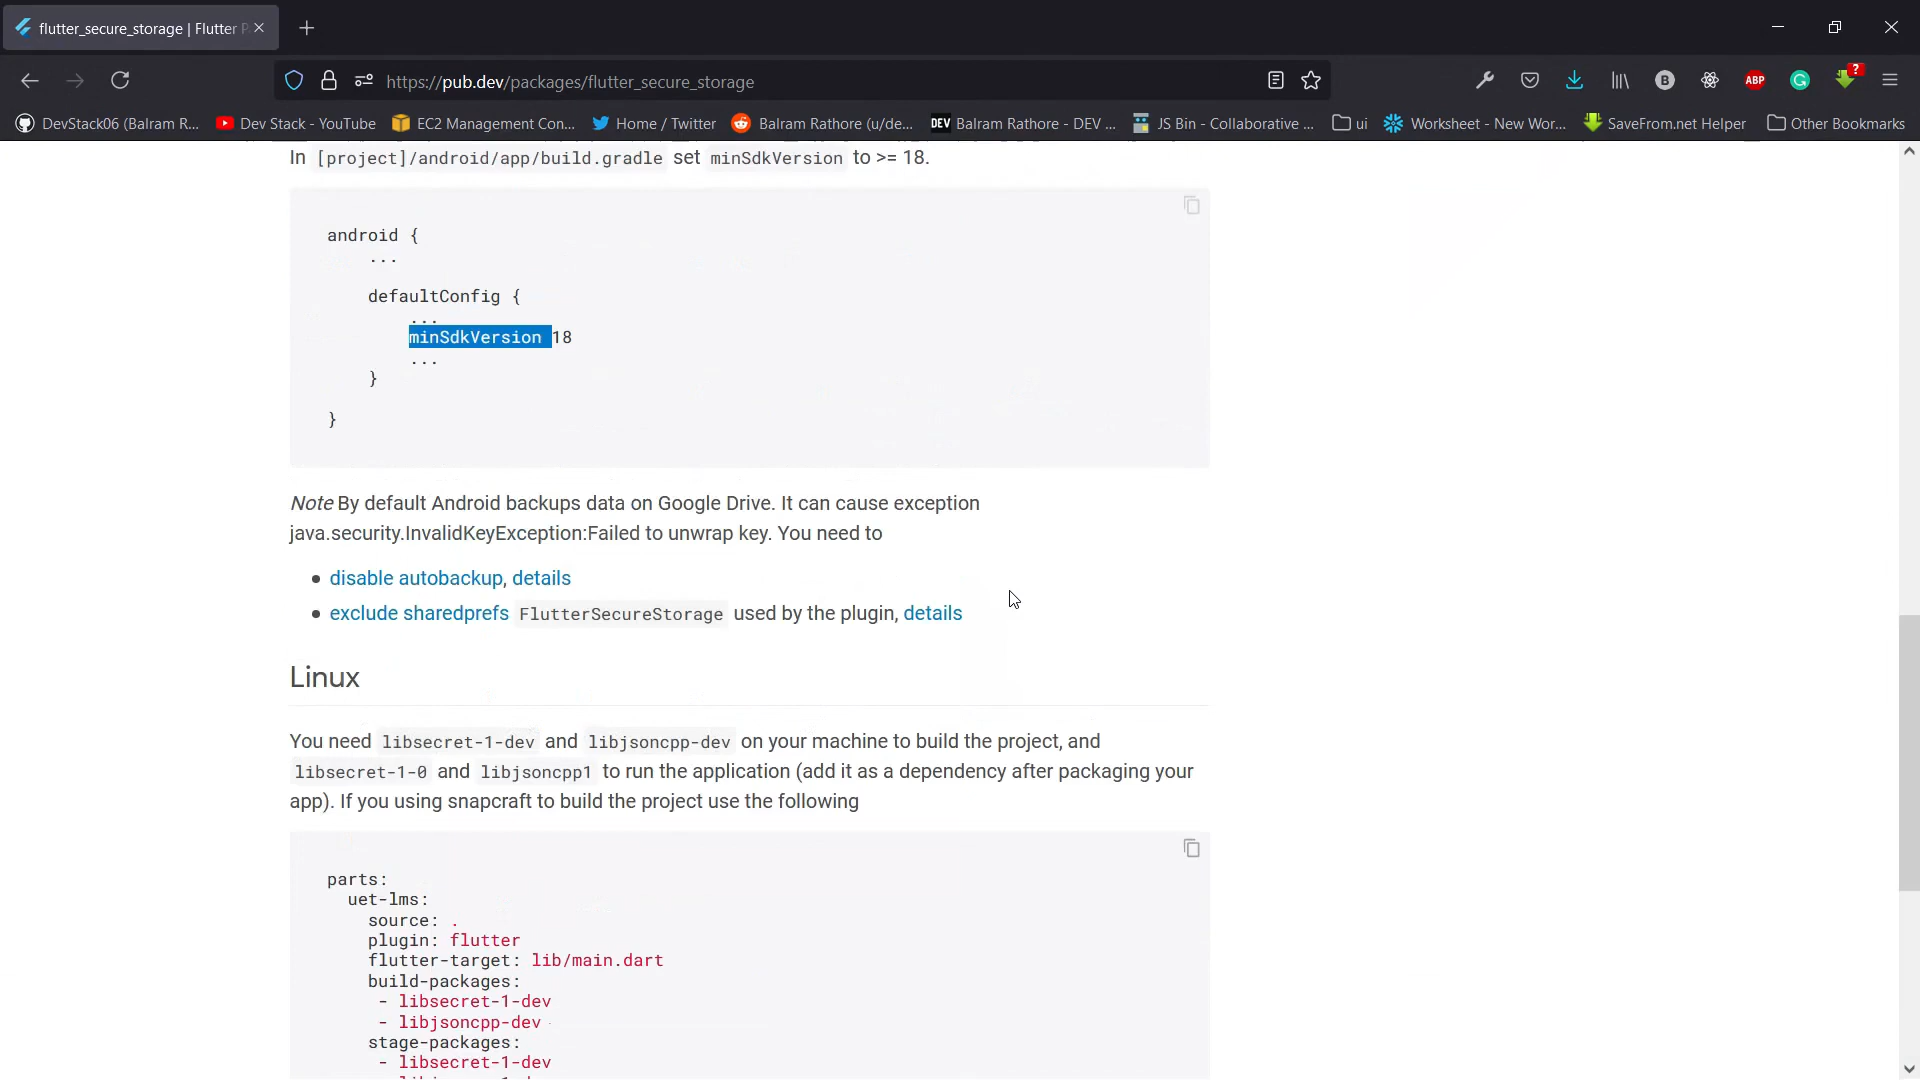 flutter_secure_storage | Flutter P
https://pub.dev/packages/flutter_secure_storage
B
ABP
G
?
DevStack06 (Balram R...
Dev Stack - YouTube
EC2 Management Con...
Home / Twitter
Balram Rathore (u/de...
DEV Balram Rathore - DEV ...
JS Bin - Collaborative ...
ui
Worksheet - New Wor...
SaveFrom.net Helper
Other Bookmarks
In [project]/android/app/build.gradle set minSdkVersion to >= 18.
android {
...
defaultConfig {
...
minSdkVersion 18
...
}
}
Note By default Android backups data on Google Drive. It can cause exception
java.security.InvalidKeyException:Failed to unwrap key. You need to
• disable autobackup, details
• exclude sharedprefs FlutterSecureStorage used by the plugin, details
Linux
You need libsecret-1-dev and libjsoncpp-dev on your machine to build the project, and
libsecret-1-0 and libjsoncpp1 to run the application (add it as a dependency after packaging your
app). If you using snapcraft to build the project use the following
parts:
uet-lms:
source: .
plugin: flutter
flutter-target: lib/main.dart
build-packages:
- libsecret-1-dev
- libjsoncpp-dev
stage-packages:
- libsecret-1-dev